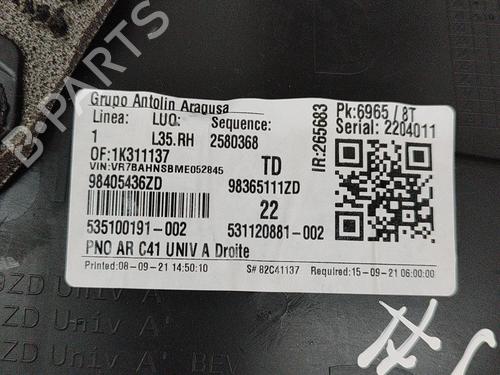 B-PARTS
Grupo Antolin Aragusa
Linea: LUO: Sequence:
1 L35.RH 2580368
OF:1K311137 TD
VIN:VR7BAHNSBME052845
98405436ZD 98365111ZD
22
535100191-002 531120881-002
PNO AR C41 UNIV A Droite
Printed:08-09-21 14:50:10 S# 82C41137 Required:15-09-21 06:00:00
IR:265683
Pk:6965 / 8T
Serial: 2204011
ZD Univ A'
ZD Univ A'
ZD Univ A' BEV